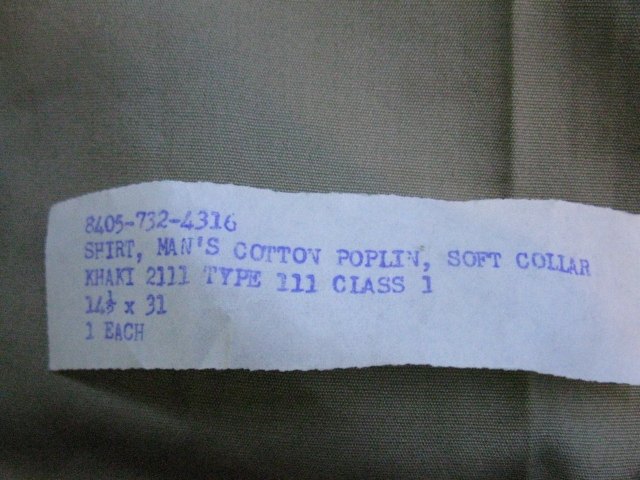 8405-732-4316
SHIRT, MAN'S COTTON POPLIN, SOFT COLLAR
KHAKI 2111 TYPE 111 CLASS 1
14½ x 31
1 EACH